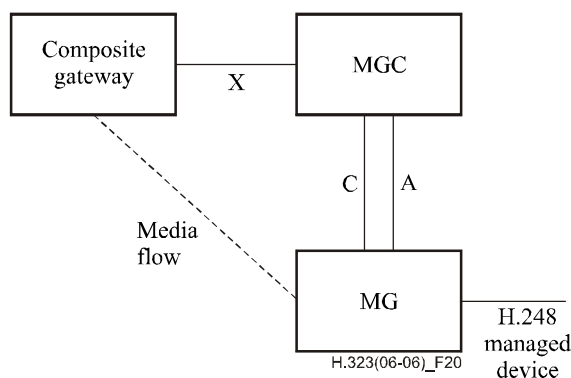 Composite
gateway
MGC
X
C
A
Media
flow
MG
H.248
managed
device
H.323(06-06)_F20